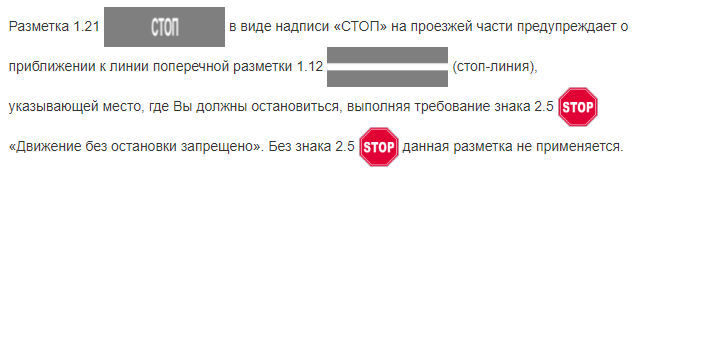 Разметка 1.21 СТОП в виде надписи «СТОП» на проезжей части предупреждает о
приближении к линии поперечной разметки 1.12 (стоп-линия),
указывающей место, где Вы должны остановиться, выполняя требование знака 2.5 STOP
«Движение без остановки запрещено». Без знака 2.5 STOP данная разметка не применяется.